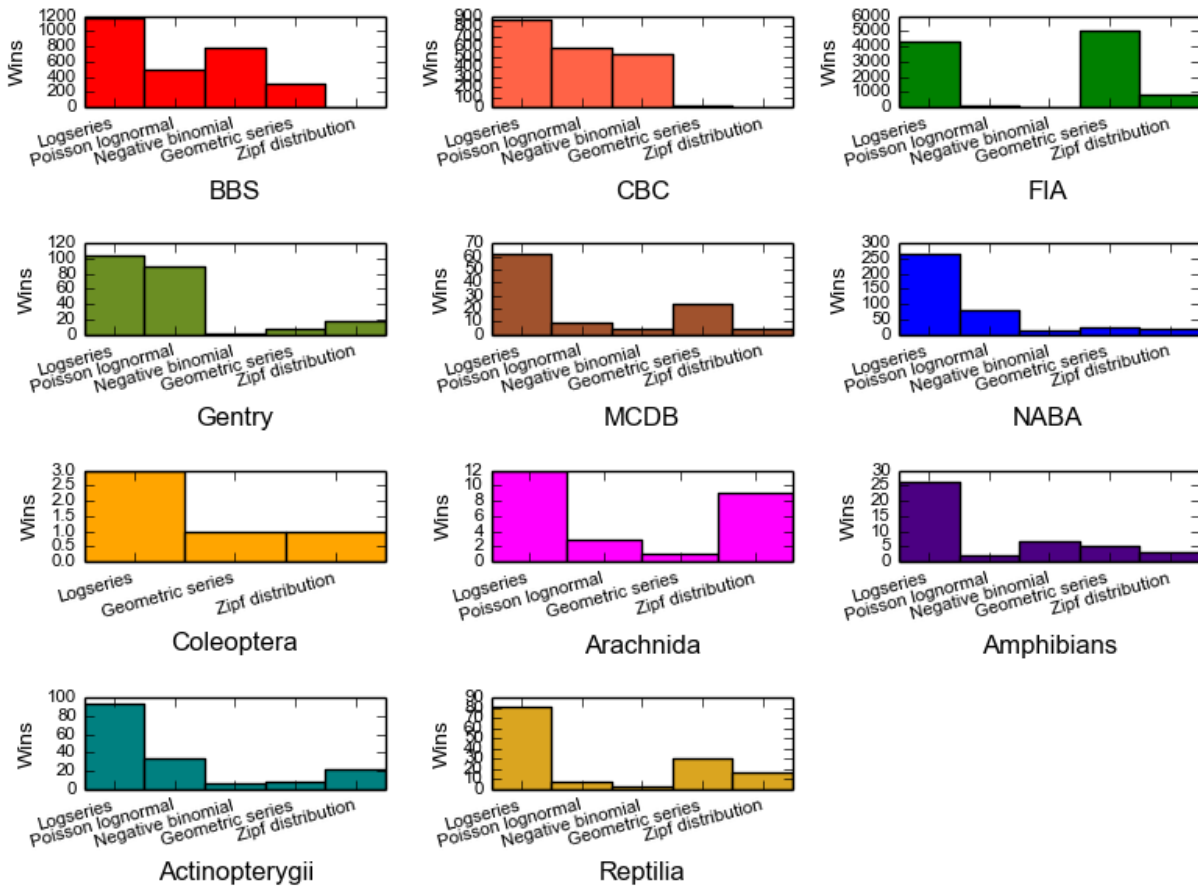 Wins
1200
1000
800
600
400
200
0
Logseries
Poisson lognormal
Negative binomial
Geometric series
Zipf distribution
BBS
Wins
900
800
700
600
500
400
300
200
100
0
Logseries
Poisson lognormal
Negative binomial
Geometric series
Zipf distribution
CBC
Wins
6000
5000
4000
3000
2000
1000
0
Logseries
Poisson lognormal
Negative binomial
Geometric series
Zipf distribution
FIA
Wins
120
100
80
60
40
20
0
Logseries
Poisson lognormal
Negative binomial
Geometric series
Zipf distribution
Gentry
Wins
70
60
50
40
30
20
10
0
Logseries
Poisson lognormal
Negative binomial
Geometric series
Zipf distribution
MCDB
Wins
300
250
200
150
100
50
0
Logseries
Poisson lognormal
Negative binomial
Geometric series
Zipf distribution
NABA
Wins
3.0
2.5
2.0
1.5
1.0
0.5
0.0
Logseries
Geometric series
Zipf distribution
Coleoptera
Wins
12
10
8
6
4
2
0
Logseries
Poisson lognormal
Geometric series
Zipf distribution
Arachnida
Wins
30
25
20
15
10
5
0
Logseries
Poisson lognormal
Negative binomial
Geometric series
Zipf distribution
Amphibians
Wins
100
80
60
40
20
0
Logseries
Poisson lognormal
Negative binomial
Geometric series
Zipf distribution
Actinopterygii
Wins
90
80
70
60
50
40
30
20
10
0
Logseries
Poisson lognormal
Negative binomial
Geometric series
Zipf distribution
Reptilia